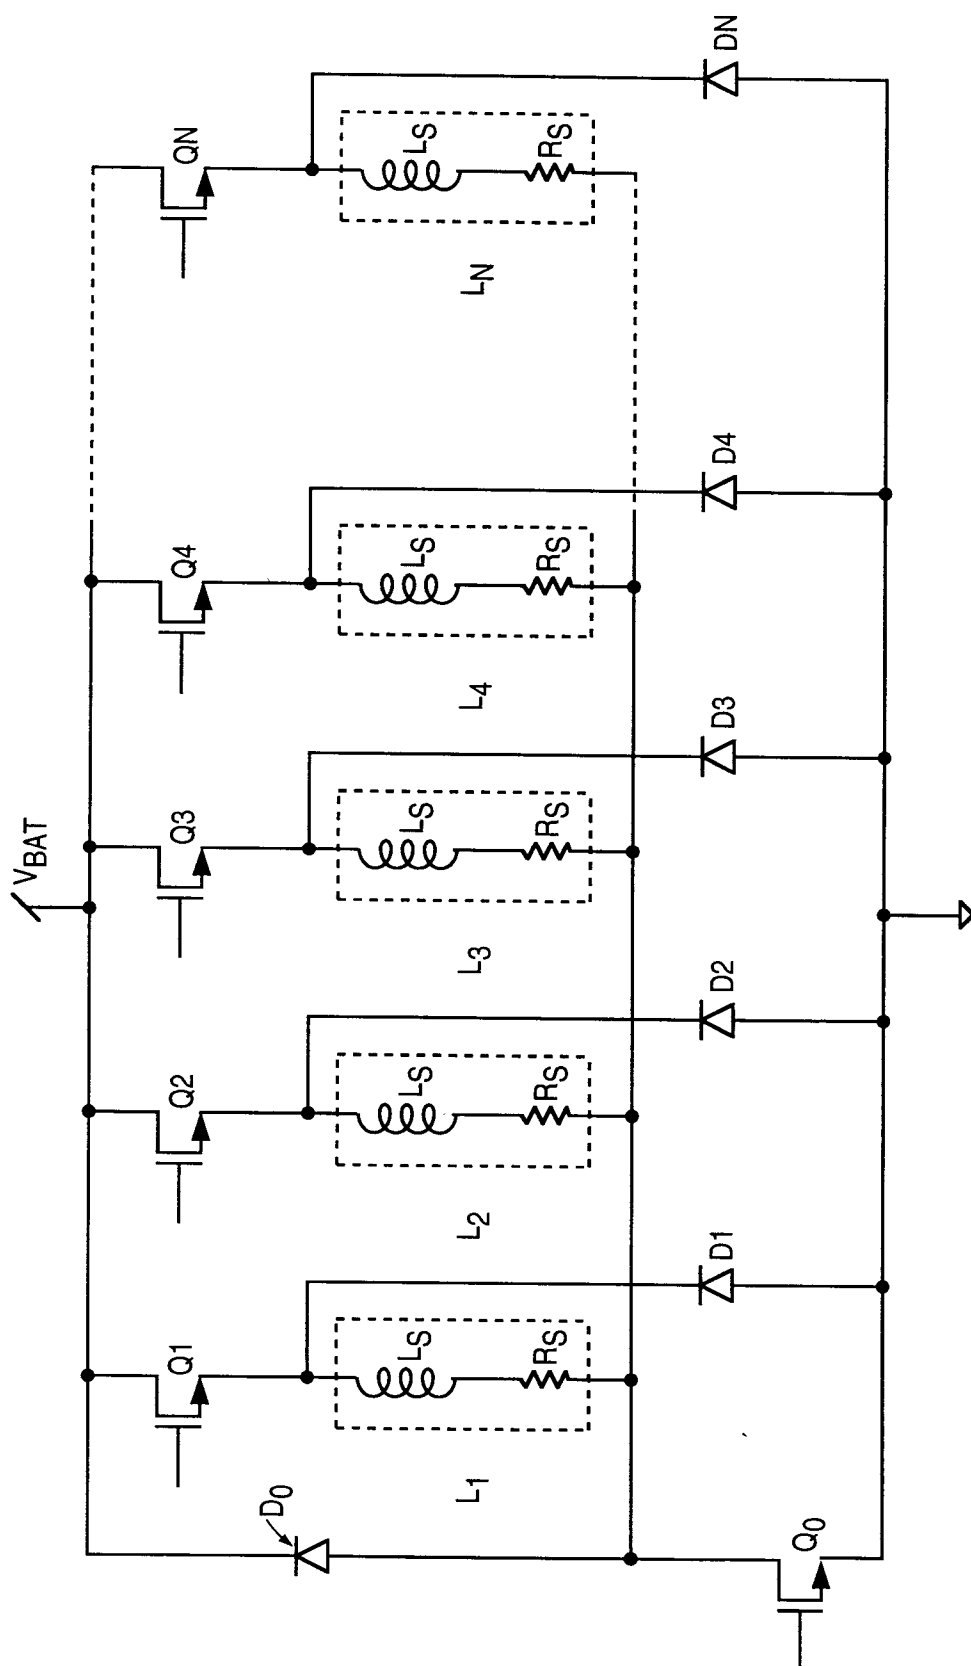 V_BAT
D_0
Q1
Q2
Q3
Q4
QN
L_S
R_S
L_S
R_S
L_S
R_S
L_S
R_S
L_S
R_S
L_1
L_2
L_3
L_4
L_N
D1
D2
D3
D4
DN
Q_0